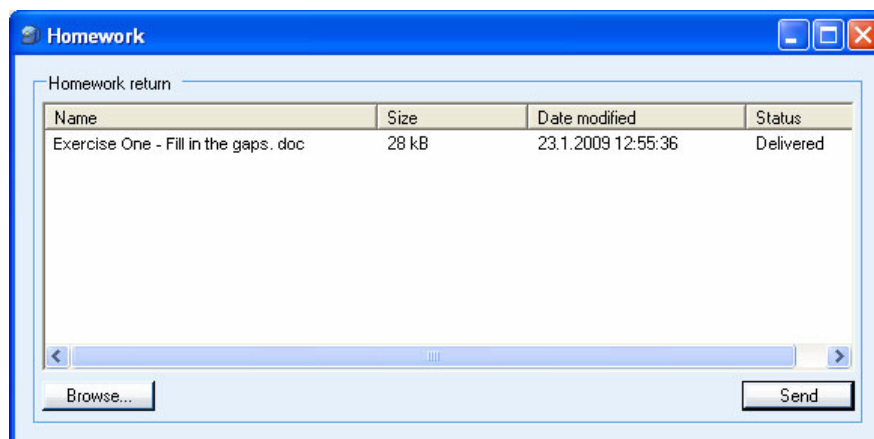 Homework
Homework return
Name Size Date modified Status
Exercise One - Fill in the gaps. doc 28 kB 23.1.2009 12:55:36 Delivered
Browse... Send